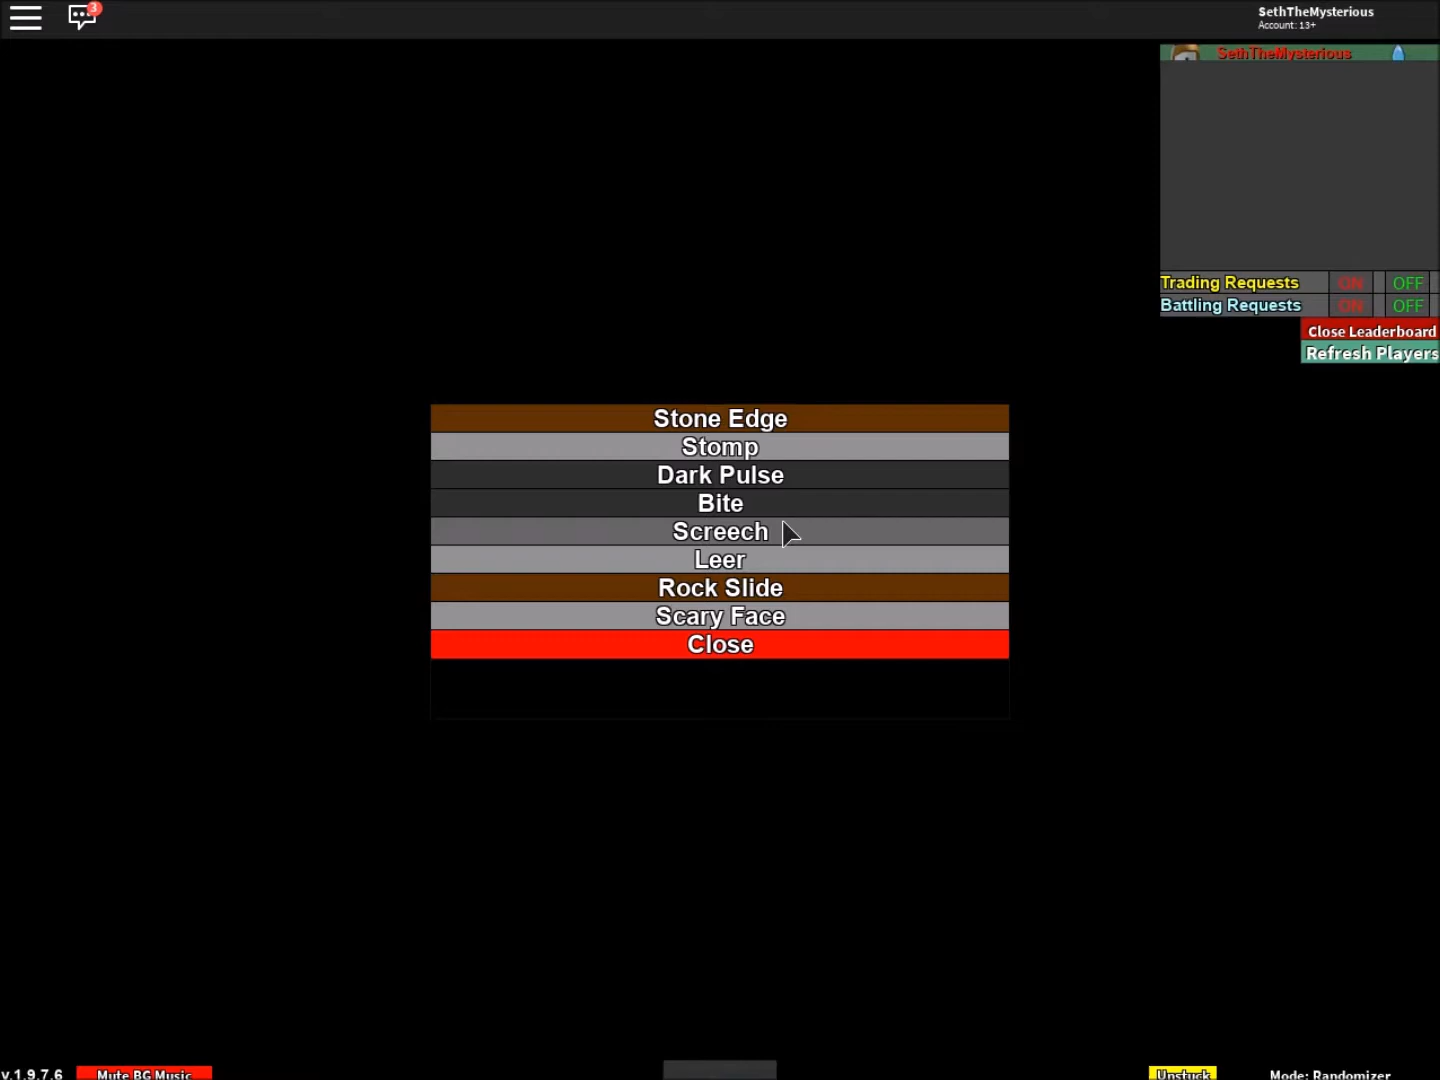 3
SethTheMysterious
Account: 13+
SethTheMysterious
Trading Requests ON OFF
Battling Requests ON OFF
Close Leaderboard
Refresh Players
Stone Edge
Stomp
Dark Pulse
Bite
Screech
Leer
Rock Slide
Scary Face
Close
v.1.9.7.6 Mute BG Music Unstuck Mode: Randomizer